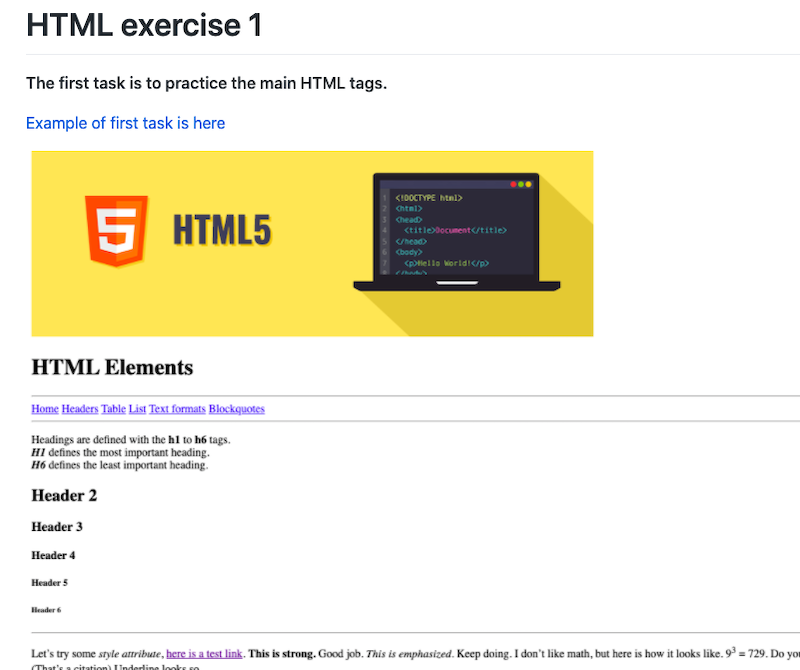 HTML exercise 1
The first task is to practice the main HTML tags.
Example of first task is here
5 HTML5
1 <!DOCTYPE html>
2 <html>
3 <head>
4 <title>Document</title>
5 </head>
6 <body>
7 <p>Hello World!</p>
8 </body>
HTML Elements
Home Headers Table List Text formats Blockquotes
Headings are defined with the h1 to h6 tags.
H1 defines the most important heading.
H6 defines the least important heading.
Header 2
Header 3
Header 4
Header 5
Header 6
Let's try some style attribute, here is a test link. This is strong. Good job. This is emphasized. Keep doing. I don't like math, but here is how it looks like. 9³ = 729. Do you
(That's a citation) Underline looks so